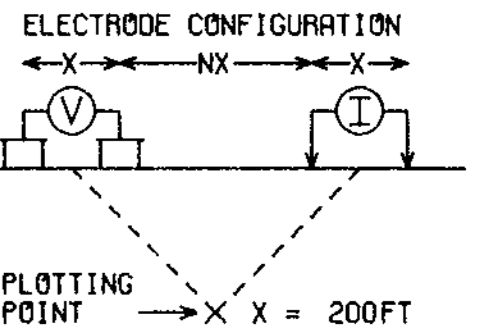 ELECTRODE CONFIGURATION
X NX X
V I
PLOTTING
POINT X X = 200FT